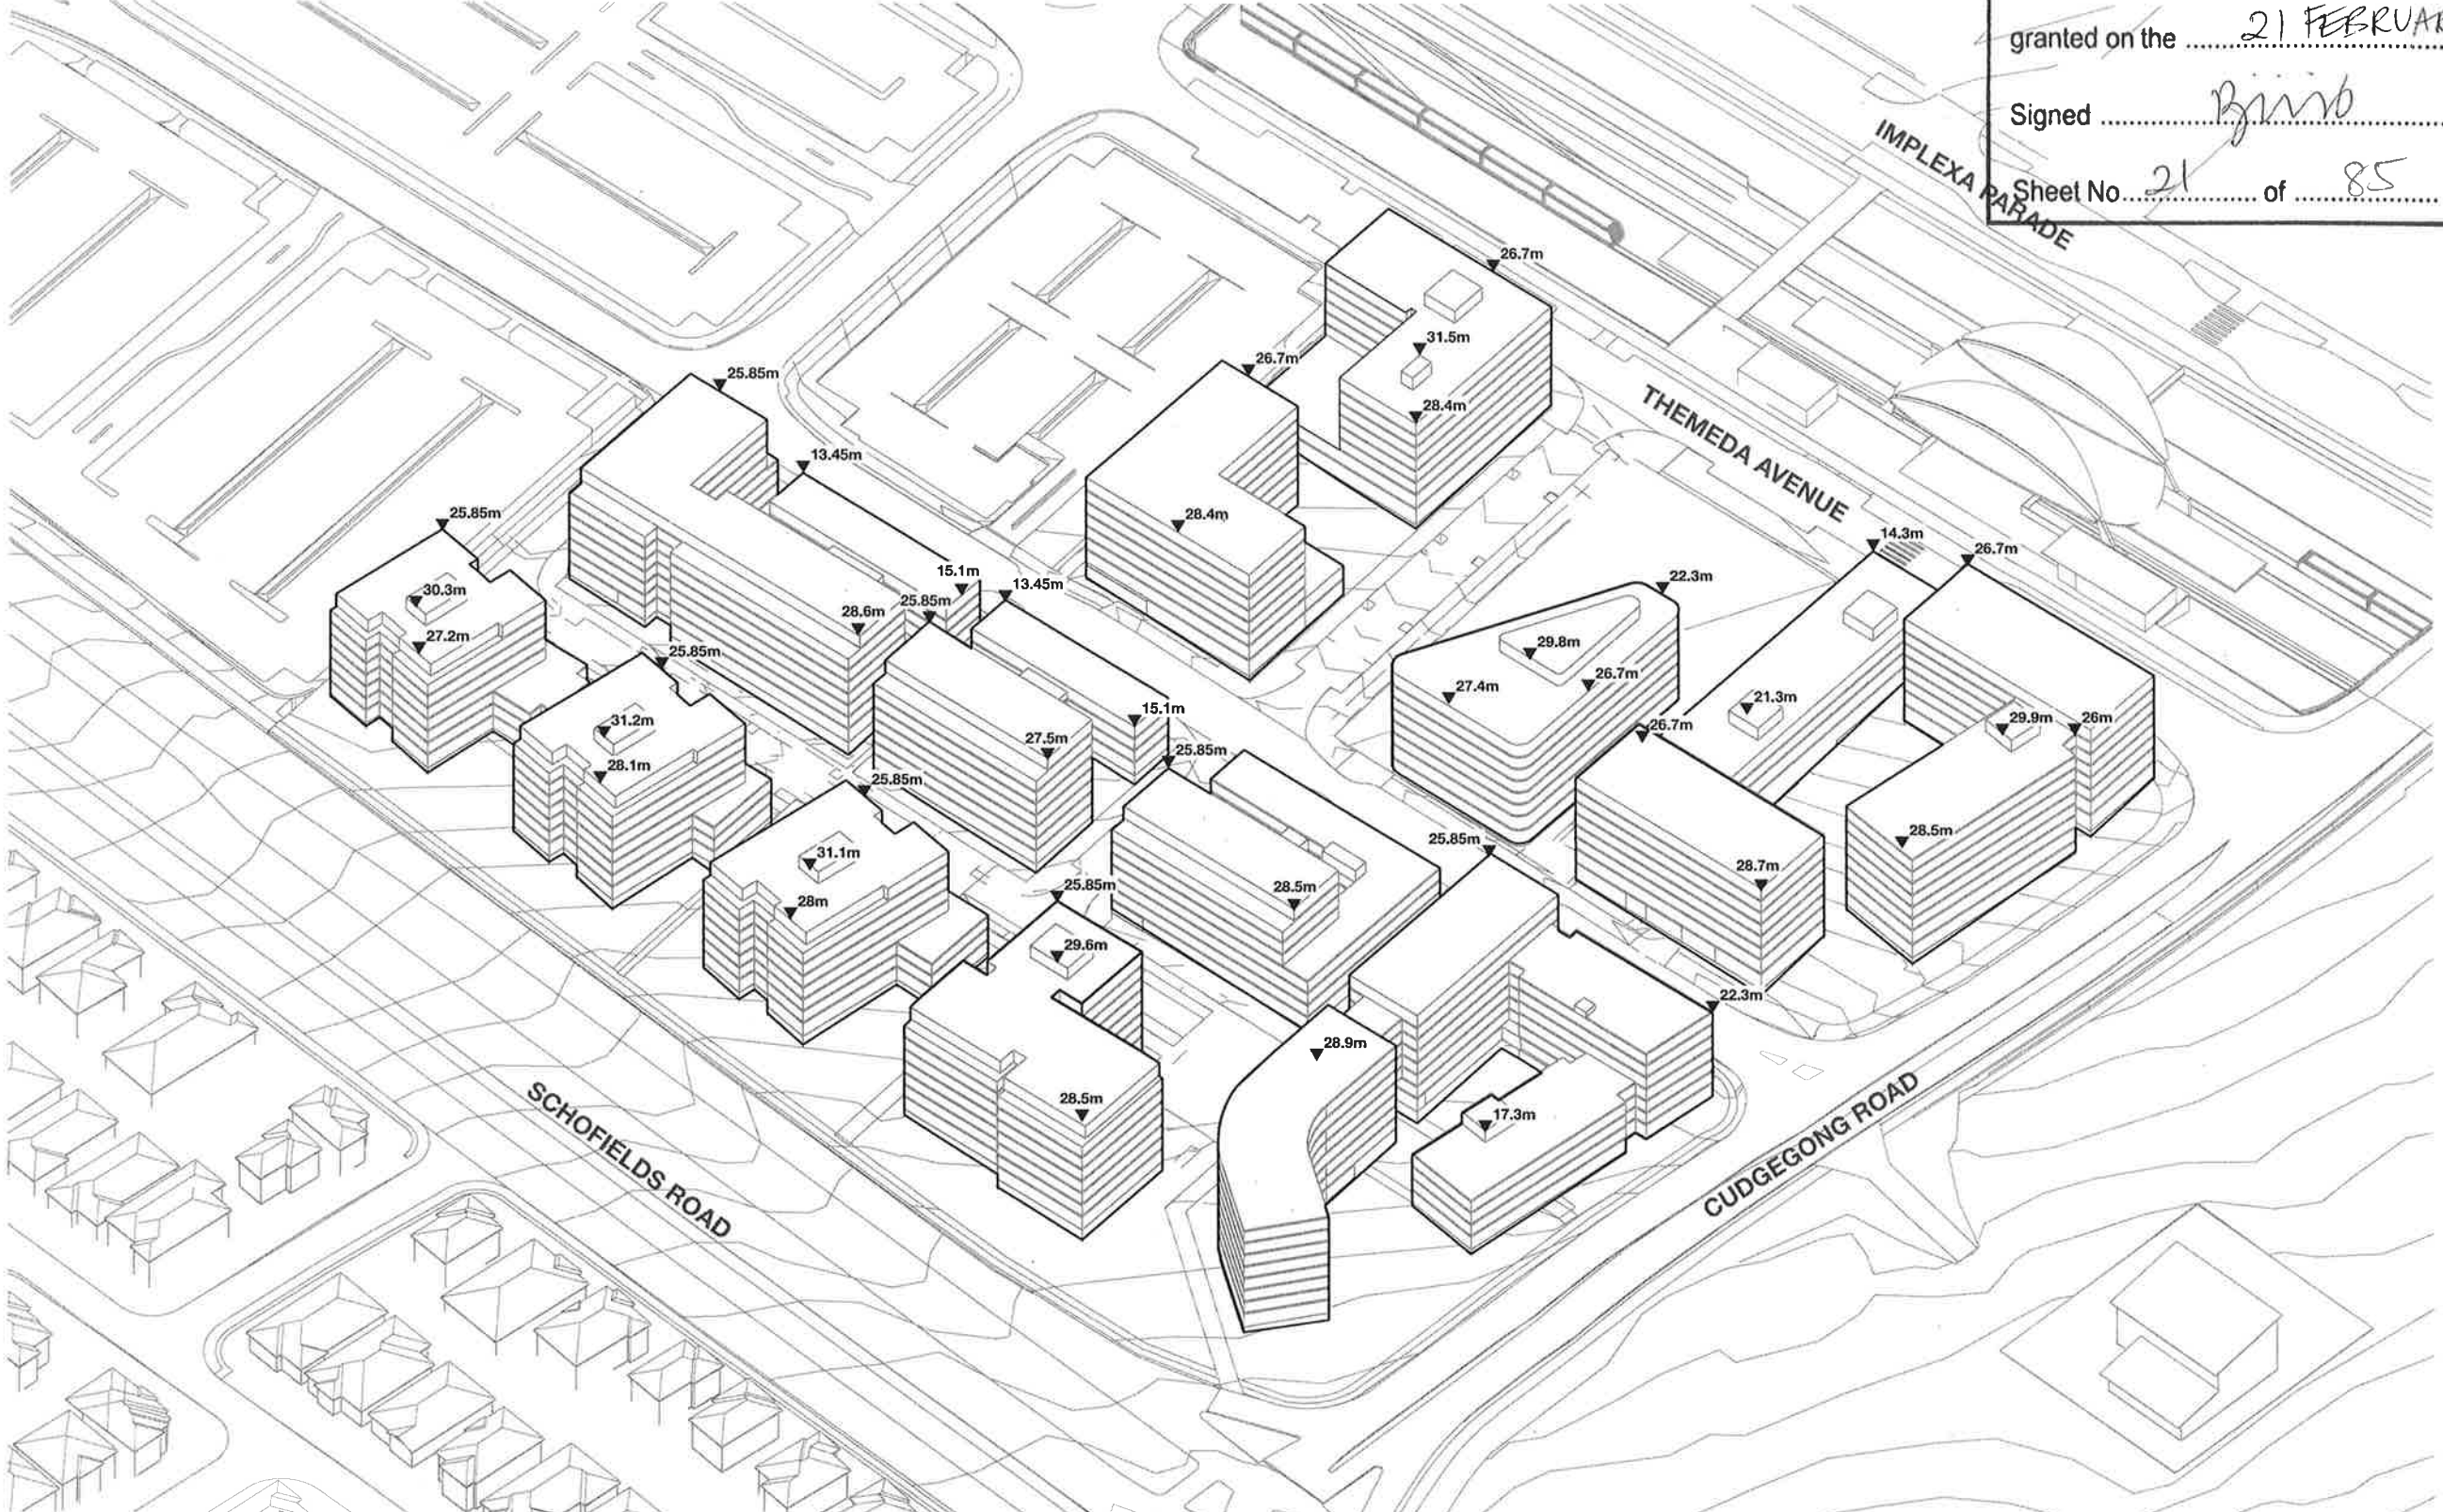 granted on the ........ 21 FEBRUA
Signed ........
Sheet No. 21 ........ of ........ 85
IMPLEXA PARADE
26.7m
31.5m
26.7m
25.85m
28.4m
THEMEDA AVENUE
13.45m
25.85m
28.4m
14.3m
26.7m
15.1m
13.45m
22.3m
30.3m
25.85m
28.6m
27.2m
29.8m
25.85m
26.7m
27.4m
21.3m
15.1m
31.2m
26.7m
29.9m
26m
27.5m
25.85m
28.1m
25.85m
28.5m
25.85m
31.1m
28.7m
25.85m
28.5m
28m
29.6m
22.3m
28.9m
28.5m
17.3m
SCHOFIELDS ROAD
CUDGEGONG ROAD